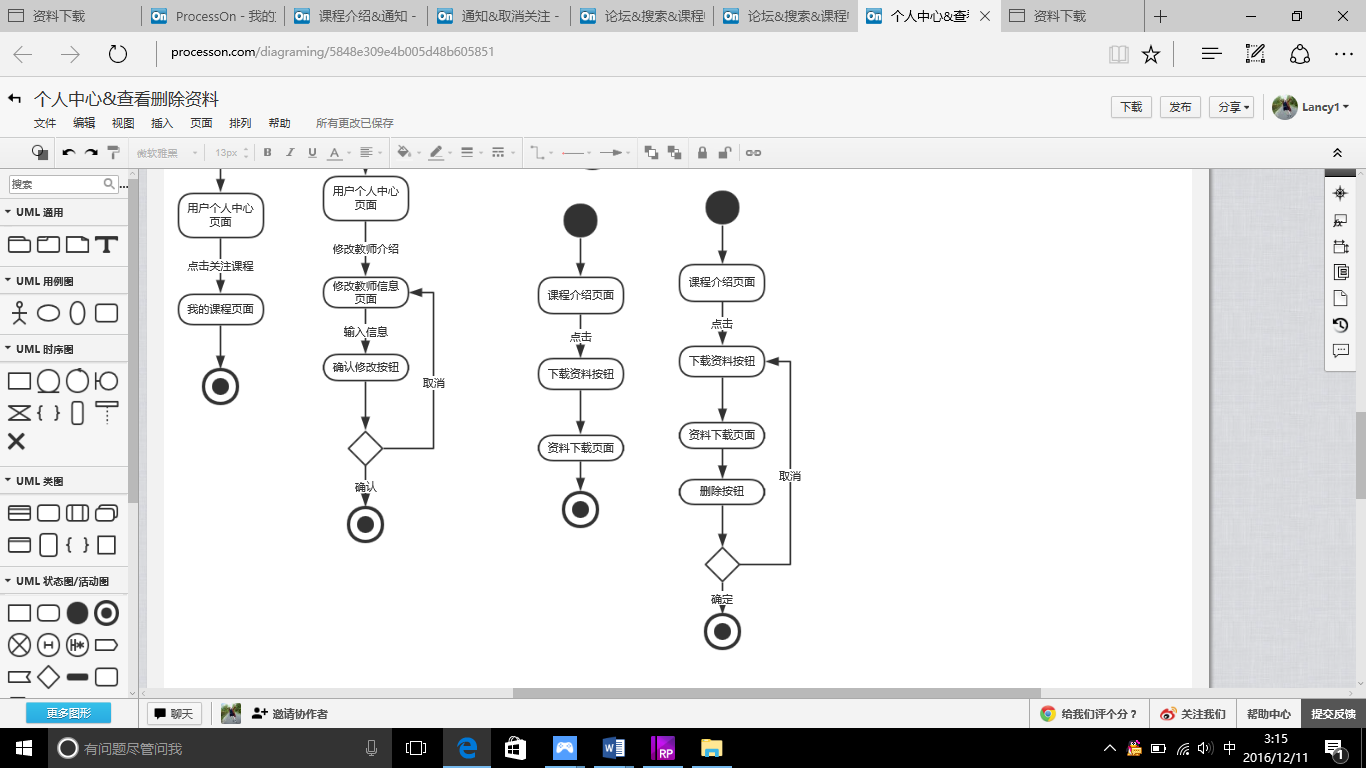 资料下载
On ProcessOn - 我的文
On 课程介绍&通知 -
On 通知&取消关注 -
On 论坛&搜索&课程
On 论坛&搜索&课程
On 个人中心&查看
资料下载
processon.com/diagraming/5848e309e4b005d48b605851
个人中心&查看删除资料
下载
发布
分享
Lancy1
文件 编辑 视图 插入 页面 排列 帮助 所有更改已保存
微软雅黑 13px B I U A
搜索
...
UML 通用
T
UML 用例图
UML 时序图
{ }
UML 类图
{ }
UML 状态图/活动图
H
H*
更多图形
用户个人中心
页面
点击关注课程
我的课程页面
用户个人中心
页面
修改教师介绍
修改教师信息
页面
输入信息
确认修改按钮
取消
确认
课程介绍页面
点击
下载资料按钮
资料下载页面
课程介绍页面
点击
下载资料按钮
资料下载页面
删除按钮
取消
确定
聊天
邀请协作者
给我们评个分？
关注我们
帮助中心
提交反馈
有问题尽管问我
W
RP
中
3:15
2016/12/11
1